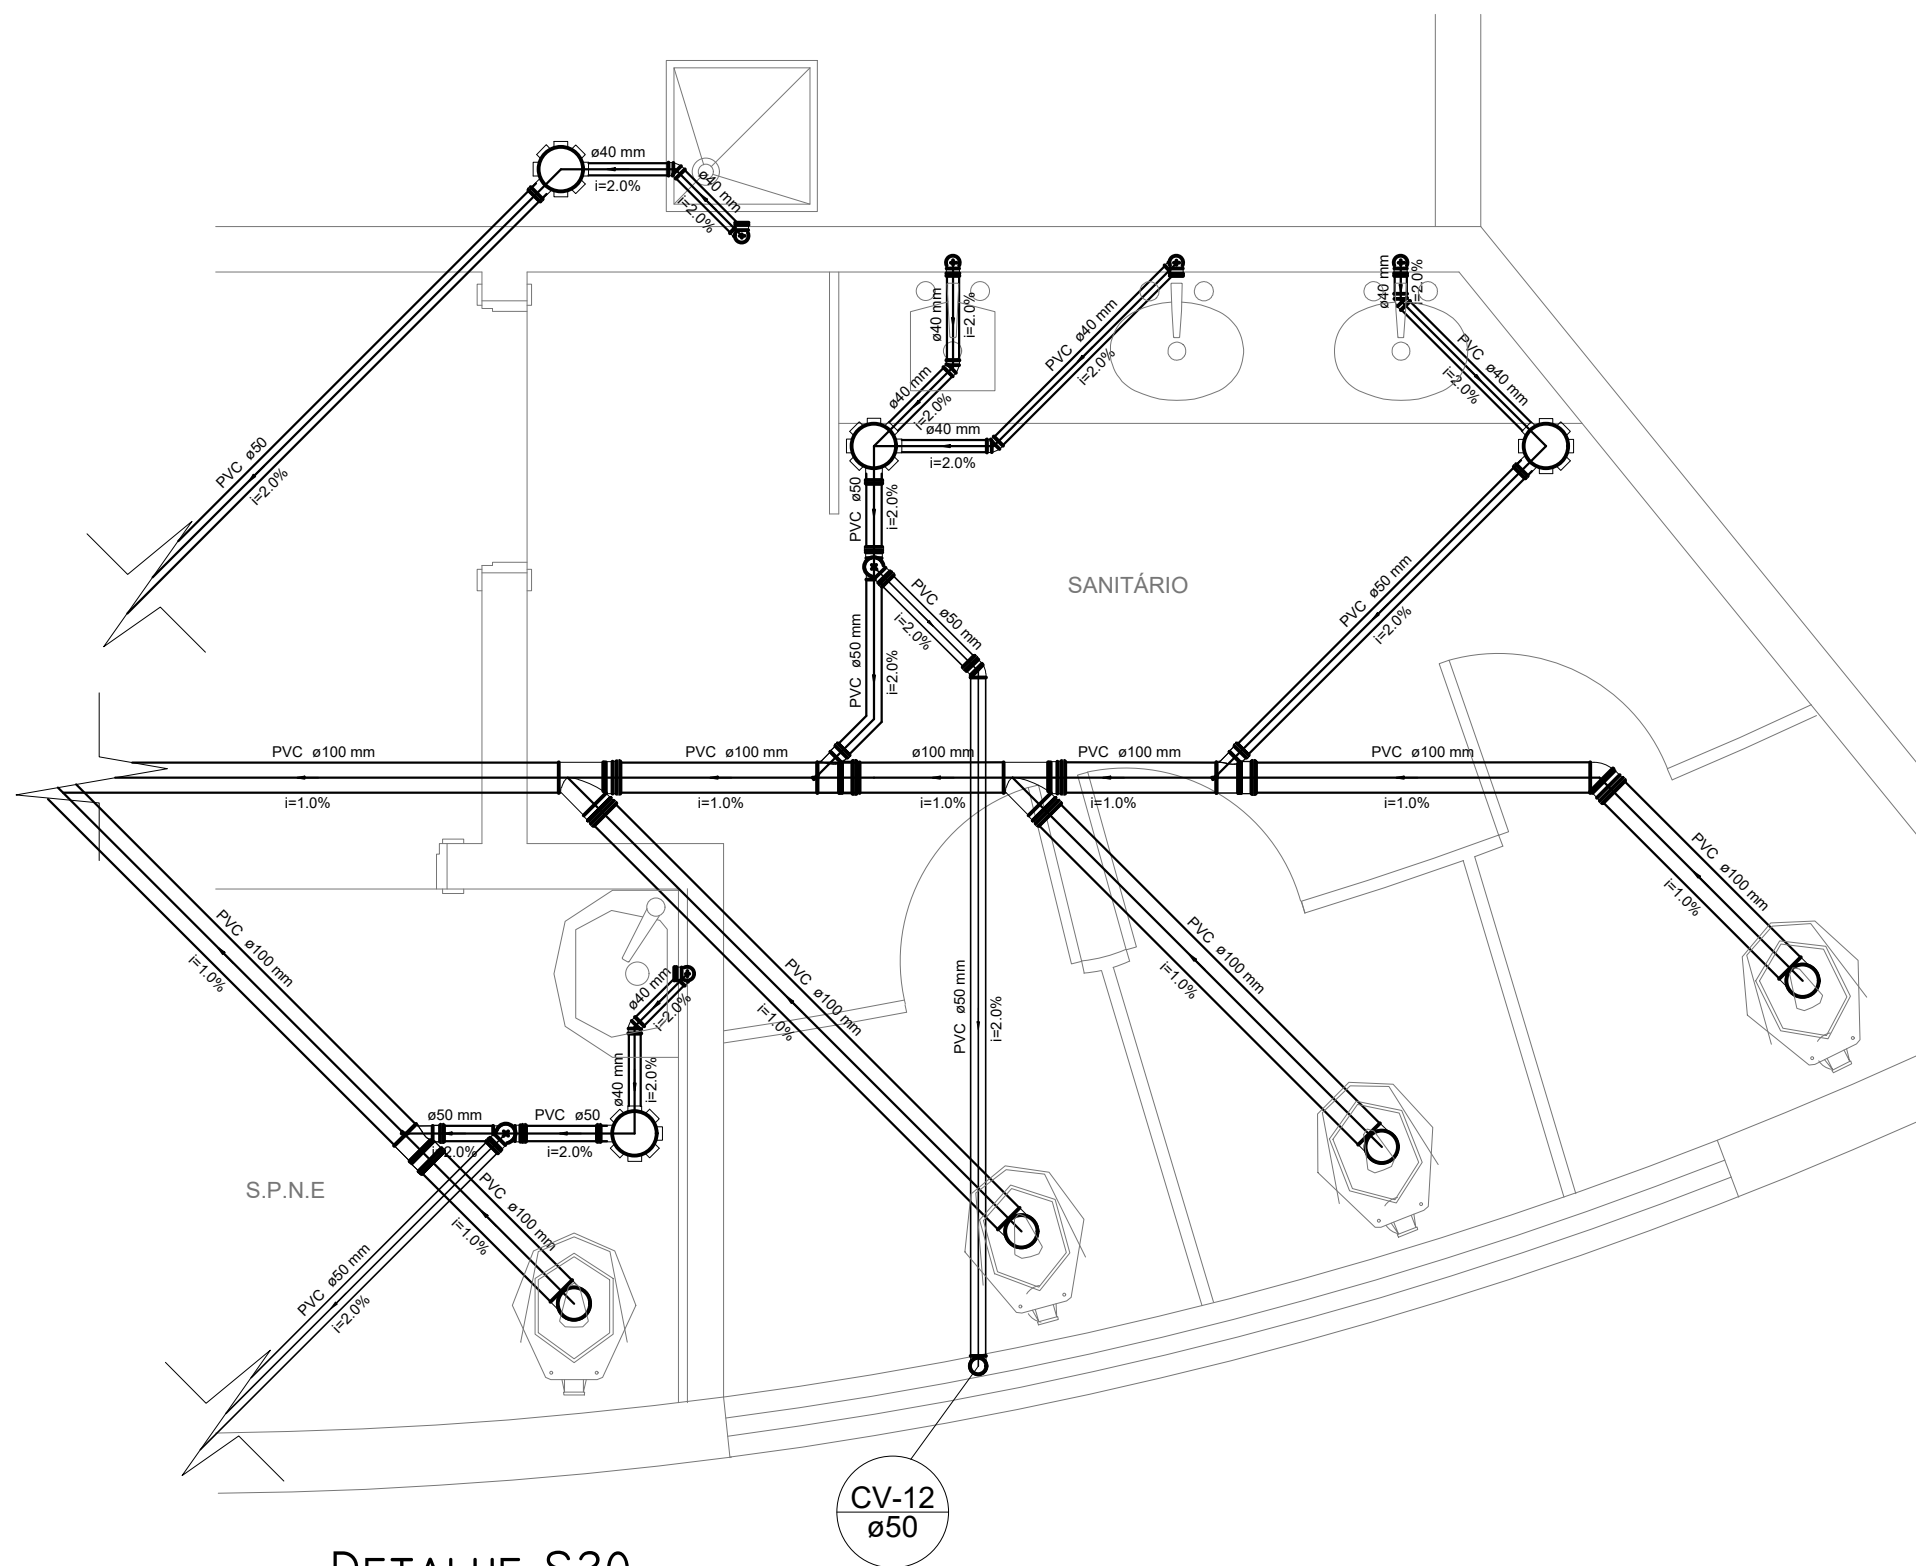 ø40 mm
i=2.0%
ø40 mm
i=2.0%
PVC ø50
i=2.0%
ø40 mm
i=2.0%
ø40 mm
i=2.0%
PVC ø40 mm
i=2.0%
ø40 mm
i=2.0%
ø40 mm
i=2.0%
PVC ø40 mm
i=2.0%
PVC ø50
i=2.0%
PVC ø50 mm
i=2.0%
SANITÁRIO
PVC ø50 mm
i=2.0%
PVC ø50 mm
i=2.0%
PVC ø100 mm
i=1.0%
PVC ø100 mm
i=1.0%
ø100 mm
i=1.0%
PVC ø100 mm
i=1.0%
PVC ø100 mm
i=1.0%
PVC ø100 mm
i=1.0%
PVC ø100 mm
i=1.0%
PVC ø100 mm
i=1.0%
PVC ø100 mm
i=1.0%
PVC ø50 mm
i=2.0%
ø40 mm
i=2.0%
ø40 mm
i=2.0%
ø50 mm
i=2.0%
PVC ø50
i=2.0%
S.P.N.E
PVC ø100 mm
i=1.0%
PVC ø50 mm
i=2.0%
CV-12
ø50
DETALHE S20